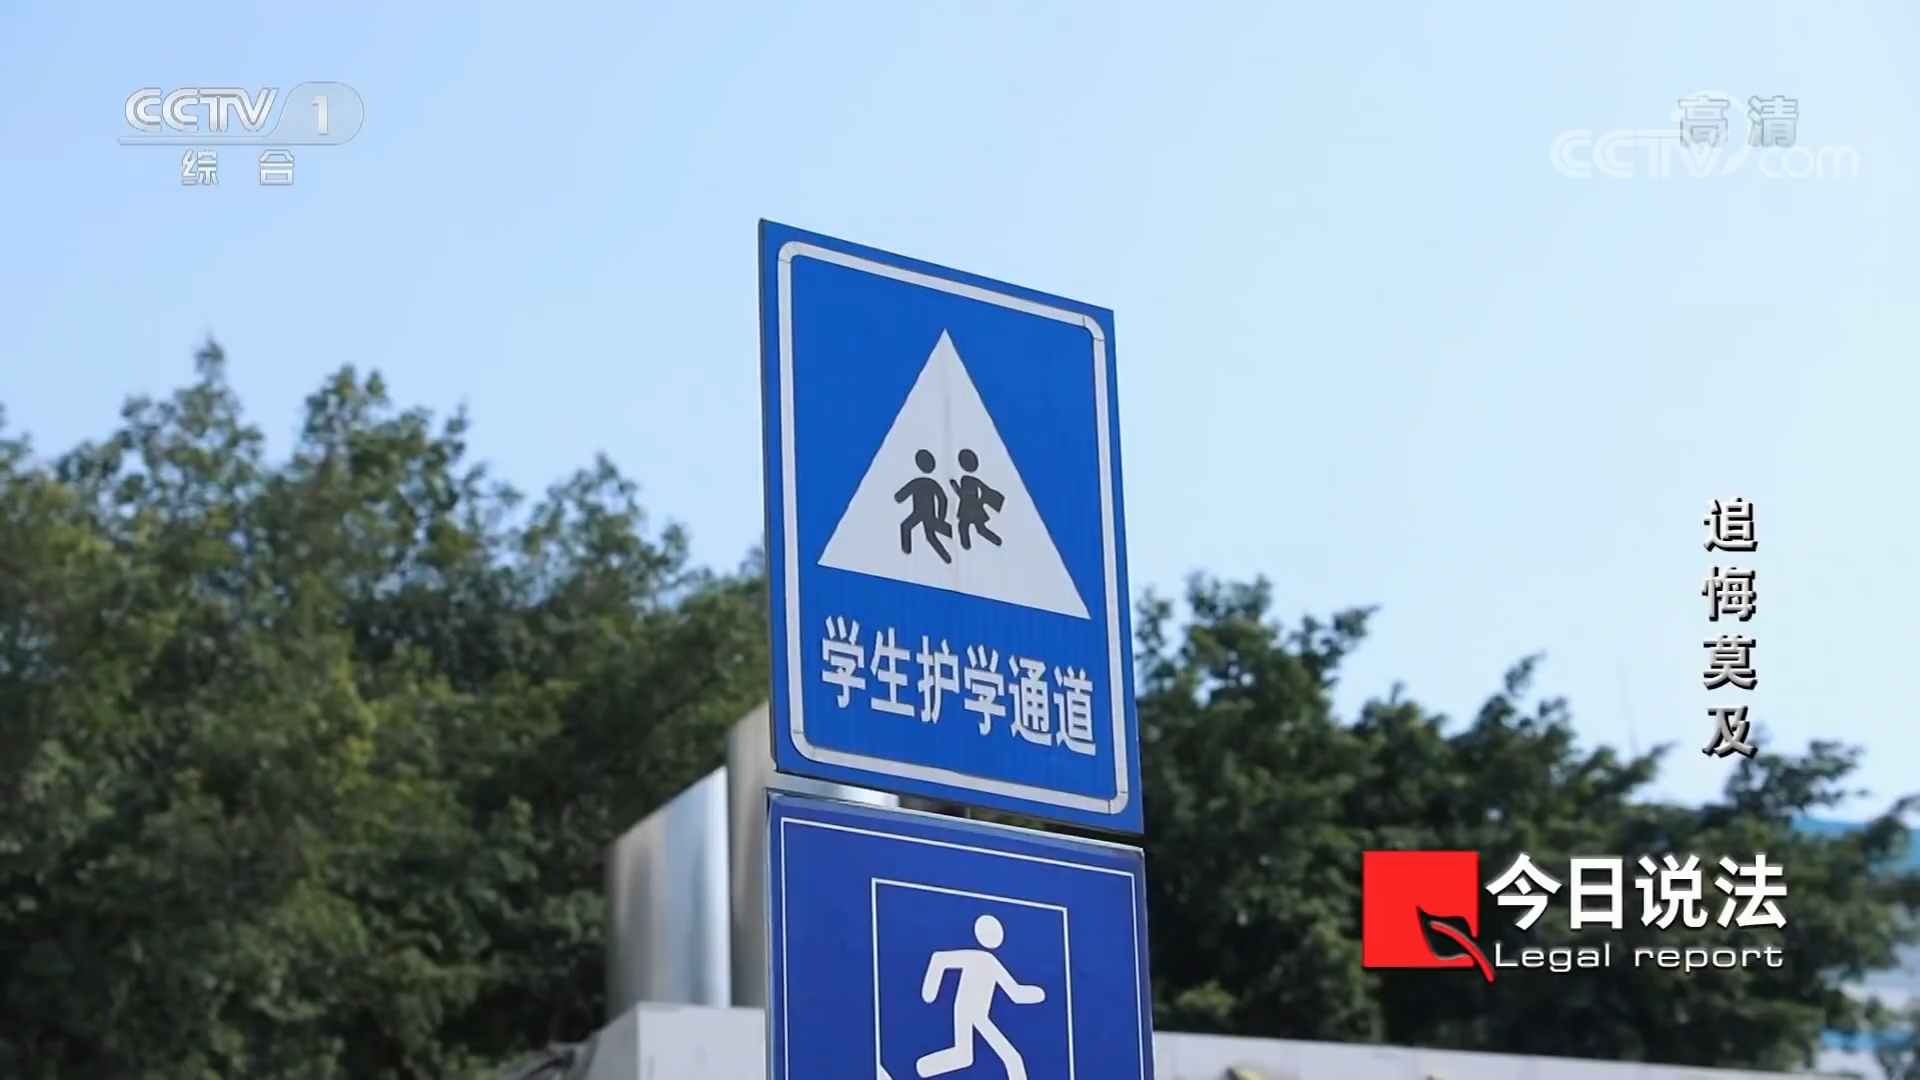 CCTV 1
综合
高清
CCTV.com
学生护学通道
追悔莫及
今日说法
Legal report